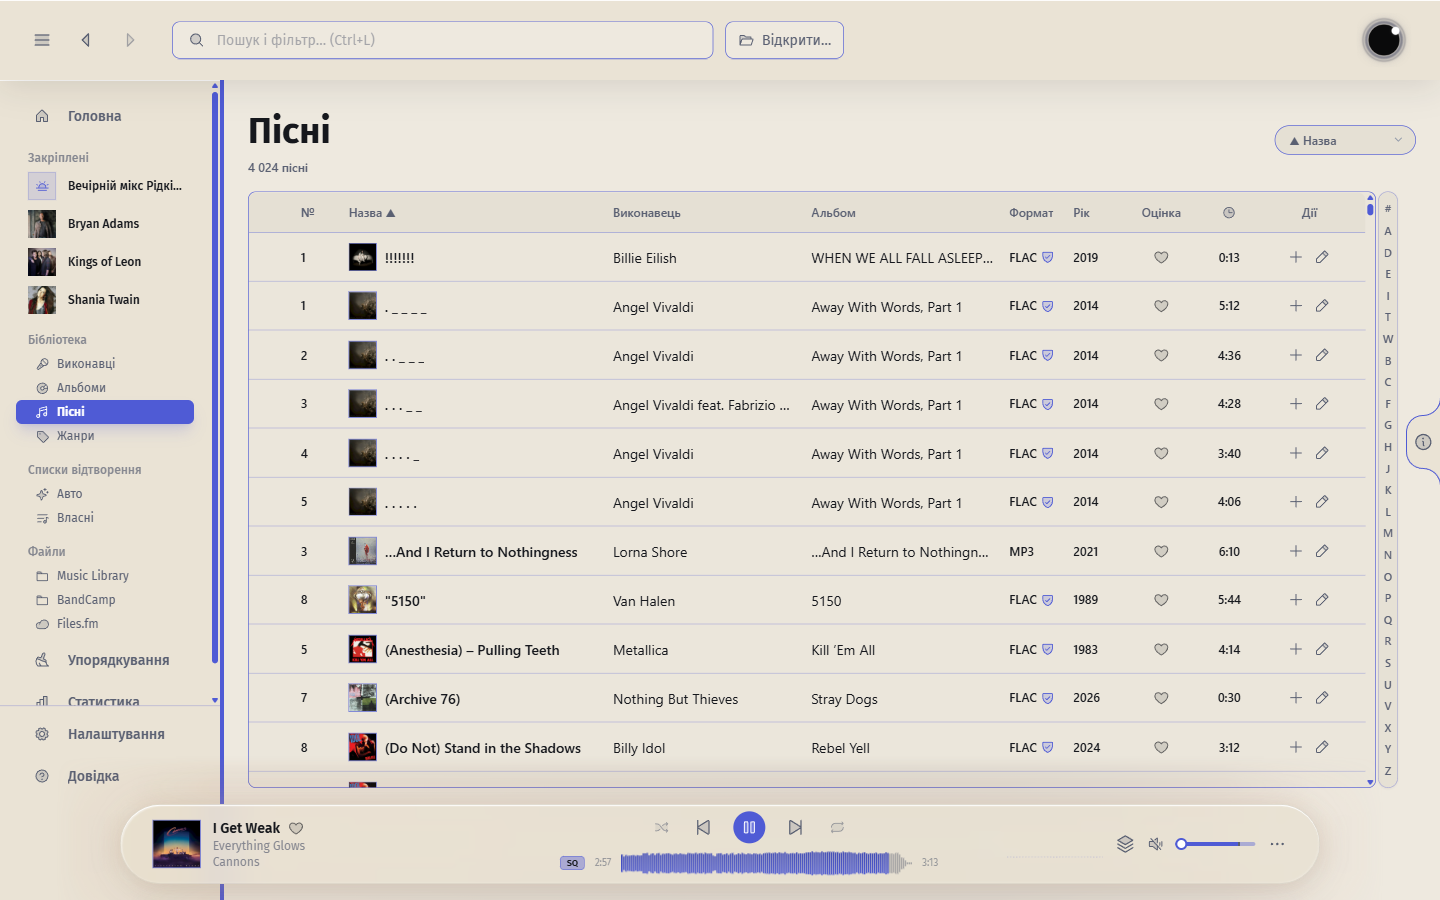 Пошук і фільтр... (Ctrl+L)
Відкрити...
Головна
Закріплені
Вечірній мікс Рідкі...
Bryan Adams
Kings of Leon
Shania Twain
Бібліотека
Виконавці
Альбоми
Пісні
Жанри
Списки відтворення
Авто
Власні
Файли
Music Library
BandCamp
Files.fm
Упорядкування
Статистика
Налаштування
Довідка
Пісні
4 024 пісні
▲ Назва
№ Назва ▲ Виконавець Альбом Формат Рік Оцінка Дії
1 !!!!!!! Billie Eilish WHEN WE ALL FALL ASLEEP... FLAC 2019 0:13
1 . _ _ _ _ Angel Vivaldi Away With Words, Part 1 FLAC 2014 5:12
2 . . _ _ _ Angel Vivaldi Away With Words, Part 1 FLAC 2014 4:36
3 . . . _ _ Angel Vivaldi feat. Fabrizio ... Away With Words, Part 1 FLAC 2014 4:28
4 . . . . _ Angel Vivaldi Away With Words, Part 1 FLAC 2014 3:40
5 . . . . . Angel Vivaldi Away With Words, Part 1 FLAC 2014 4:06
3 ...And I Return to Nothingness Lorna Shore ...And I Return to Nothingn... MP3 2021 6:10
8 "5150" Van Halen 5150 FLAC 1989 5:44
5 (Anesthesia) – Pulling Teeth Metallica Kill ’Em All FLAC 1983 4:14
7 (Archive 76) Nothing But Thieves Stray Dogs FLAC 2026 0:30
8 (Do Not) Stand in the Shadows Billy Idol Rebel Yell FLAC 2024 3:12
#
A
D
E
I
T
W
B
C
F
G
H
J
K
L
M
N
O
P
Q
R
S
U
V
X
Y
Z
I Get Weak
Everything Glows
Cannons
SQ 2:57 3:13